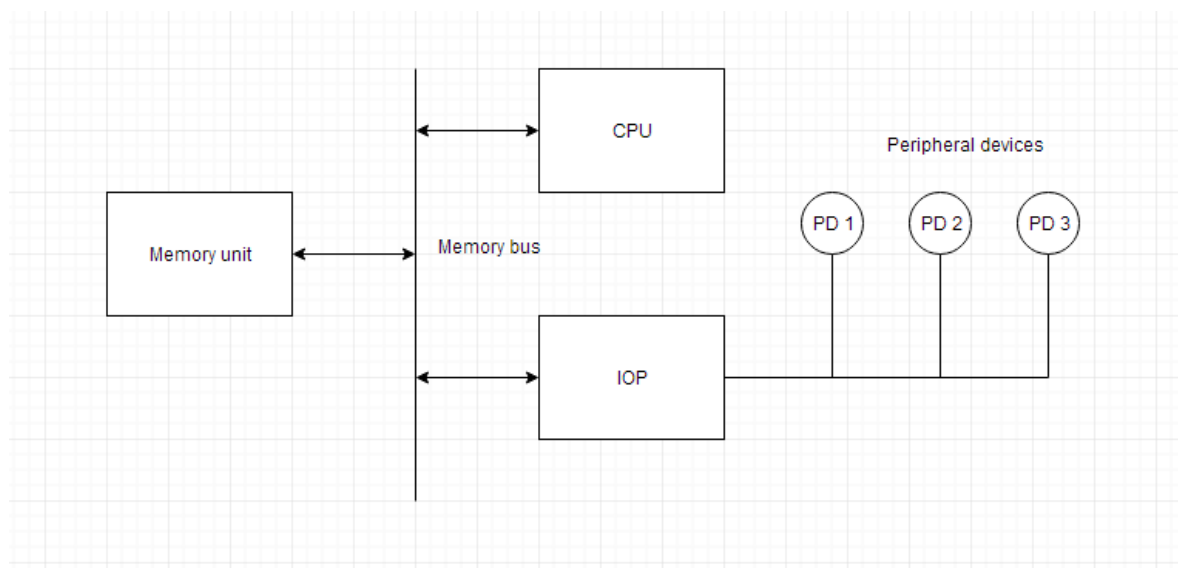 CPU
Peripheral devices
PD 1
PD 2
PD 3
Memory unit
Memory bus
IOP